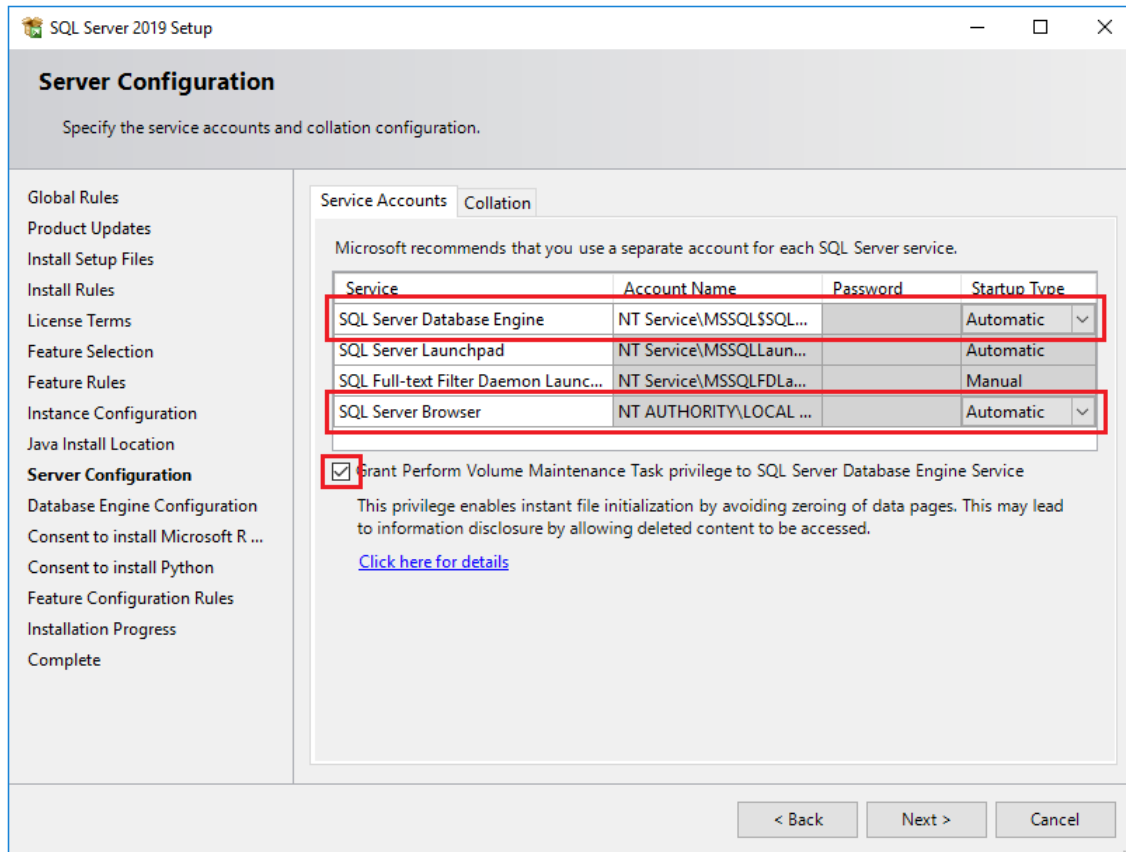 SQL Server 2019 Setup
Server Configuration
Specify the service accounts and collation configuration.
Global Rules
Product Updates
Install Setup Files
Install Rules
License Terms
Feature Selection
Feature Rules
Instance Configuration
Java Install Location
Server Configuration
Database Engine Configuration
Consent to install Microsoft R ...
Consent to install Python
Feature Configuration Rules
Installation Progress
Complete
Service Accounts Collation
Microsoft recommends that you use a separate account for each SQL Server service.
Service Account Name Password Startup Type
SQL Server Database Engine NT Service\MSSQL$SQL... Automatic
SQL Server Launchpad NT Service\MSSQLLaun... Automatic
SQL Full-text Filter Daemon Launc... NT Service\MSSQLFDLa... Manual
SQL Server Browser NT AUTHORITY\LOCAL ... Automatic
Grant Perform Volume Maintenance Task privilege to SQL Server Database Engine Service
This privilege enables instant file initialization by avoiding zeroing of data pages. This may lead
to information disclosure by allowing deleted content to be accessed.
Click here for details
< Back Next > Cancel